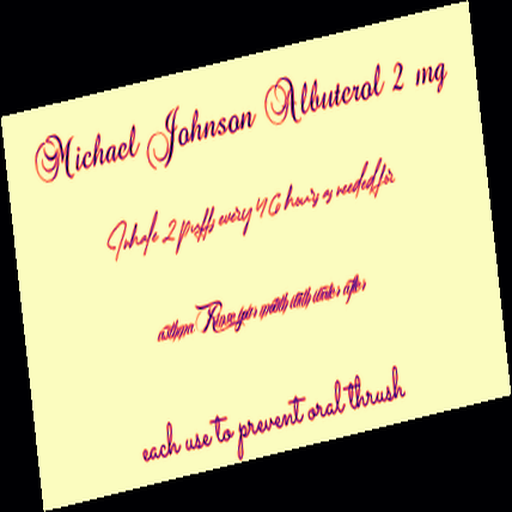 Michael Johnson Albuterol 2 mg
Inhale 2 puffs every 4 6 hours as needed for
asthma Rinse your mouth with water after
each use to prevent oral thrush